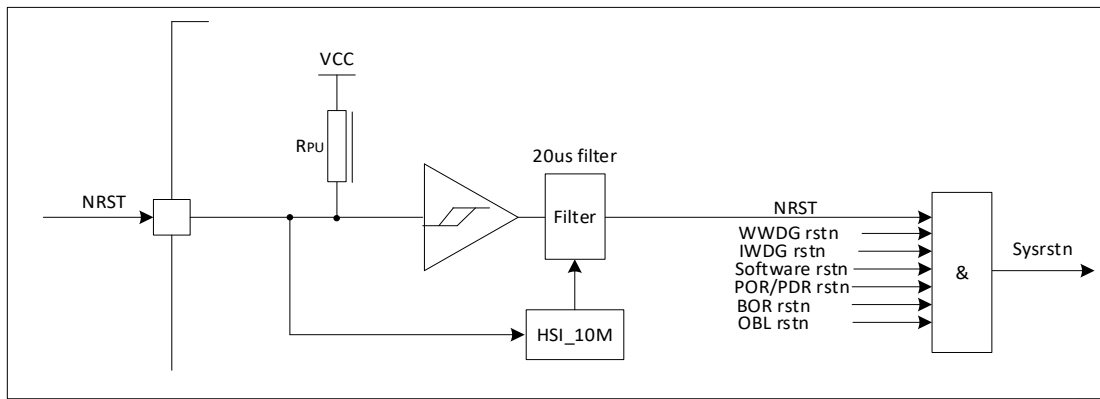 VCC
RPU
20us filter
NRST
Filter
NRST
WWDG rstn
IWDG rstn
Software rstn
POR/PDR rstn
BOR rstn
OBL rstn
&
Sysrstn
HSI_10M